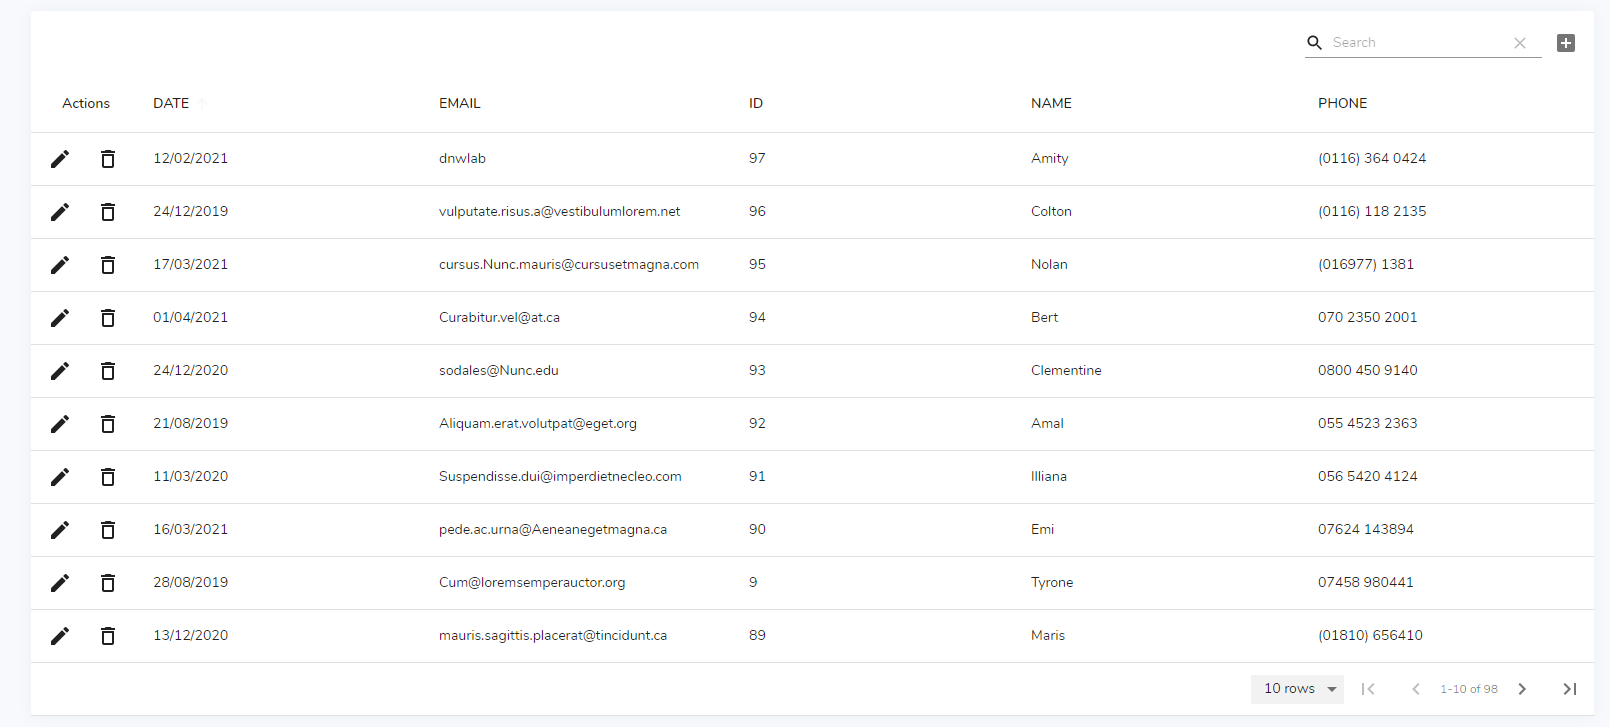 Search
Actions DATE EMAIL ID NAME PHONE
12/02/2021 dnwlab 97 Amity (0116) 364 0424
24/12/2019 vulputate.risus.a@vestibulumlorem.net 96 Colton (0116) 118 2135
17/03/2021 cursus.Nunc.mauris@cursusetmagna.com 95 Nolan (016977) 1381
01/04/2021 Curabitur.vel@at.ca 94 Bert 070 2350 2001
24/12/2020 sodales@Nunc.edu 93 Clementine 0800 450 9140
21/08/2019 Aliquam.erat.volutpat@eget.org 92 Amal 055 4523 2363
11/03/2020 Suspendisse.dui@imperdietnecleo.com 91 Illiana 056 5420 4124
16/03/2021 pede.ac.urna@Aeneanegetmagna.ca 90 Emi 07624 143894
28/08/2019 Cum@loremsemperauctor.org 9 Tyrone 07458 980441
13/12/2020 mauris.sagittis.placerat@tincidunt.ca 89 Maris (01810) 656410
10 rows 1-10 of 98